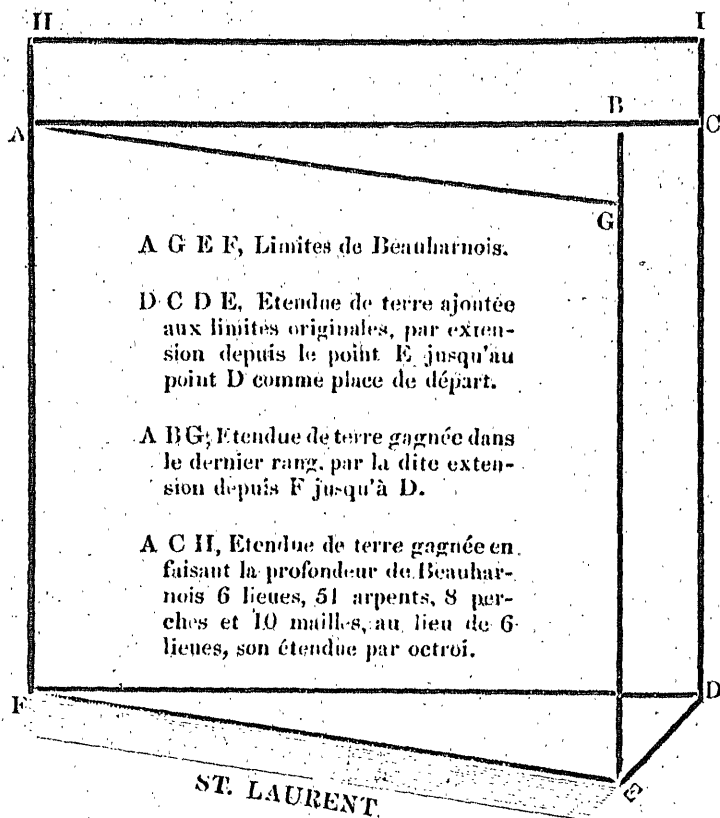 H I
B
A C
G
A G E F, Limites de Beauharnois.
D C D E, Etendue de terre ajoutée
aux limites originales, par exten-
sion depuis le point E jusqu'au
point D comme place de départ.
A B G, Etendue de terre gagnée dans
le dernier rang, par la dite exten-
sion depuis F jusqu'à D.
A C H, Etendue de terre gagnée en
faisant la profondeur de Beauhar-
nois 6 lieues, 51 arpents, 8 per-
ches et 10 mailles, au lieu de 6
lieues, son étendue par octroi.
F D
E
ST. LAURENT